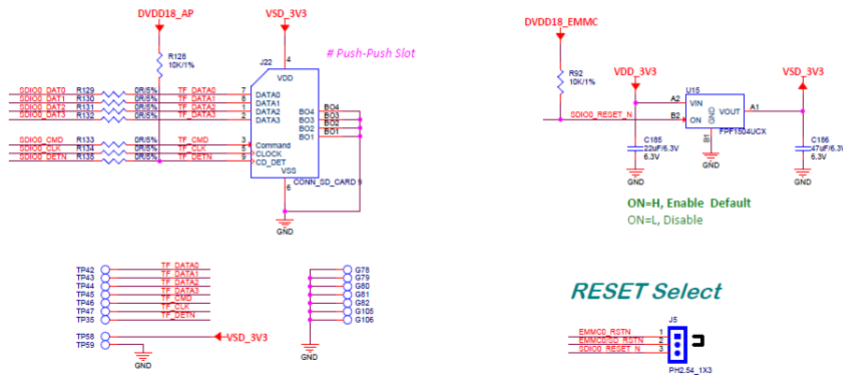 DVDD18_AP
VSD_3V3
R128
10K/1%
J22
4
# Push-Push Slot
VDD
SDIO0_DAT0 R129 0R/5% TF_DATA0 7 DATA0
SDIO0_DAT1 R130 0R/5% TF_DATA1 8 DATA1
SDIO0_DAT2 R131 0R/5% TF_DATA2 1 DATA2
SDIO0_DAT3 R132 0R/5% TF_DATA3 2 DATA3
BO4 BO4
BO3 BO3
BO2 BO2
BO1 BO1
SDIO0_CMD R133 0R/5% TF_CMD 3 Command
SDIO0_CLK R134 0R/5% TF_CLK 5 CLOCK
SDIO0_DETN R135 0R/5% TF_DETN 9 CD_DET
VSS
CONN_SD_CARD 9
6
GND
DVDD18_EMMC
R92
10K/1%
VDD_3V3
U15
VSD_3V3
A2 VIN
VOUT A1
GND
SDIO0_RESET_N B2 ON
B1
FPF1504UCX
C185
22uF/6.3V
6.3V
GND
GND
C186
47uF/6.3V
6.3V
GND
ON=H, Enable Default
ON=L, Disable
TP42 TF_DATA0
TP43 TF_DATA1
TP44 TF_DATA2
TP45 TF_DATA3
TP46 TF_CMD
TP47 TF_CLK
TP35 TF_DETN
TP58 VSD_3V3
TP59
GND
G78
G79
G80
G81
G82
G105
G106
GND
RESET Select
J5
EMMC0_RSTN 1
EMMC0/SD_RSTN 2
SDIO0_RESET_N 3
PH2.54_1X3